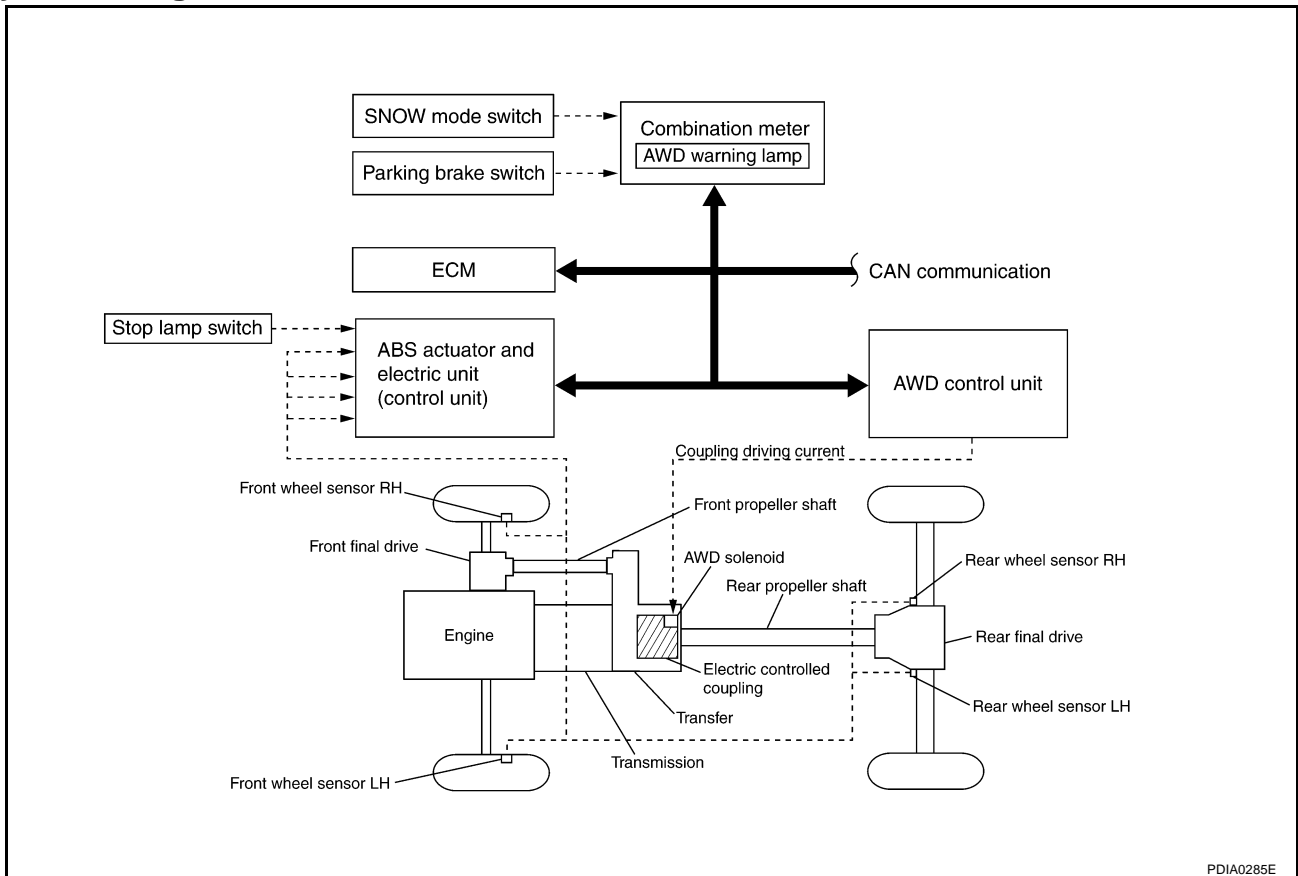 SNOW mode switch
Combination meter
AWD warning lamp
Parking brake switch
ECM
CAN communication
Stop lamp switch
ABS actuator and
electric unit
(control unit)
AWD control unit
Coupling driving current
Front wheel sensor RH
Front propeller shaft
Front final drive
AWD solenoid
Rear wheel sensor RH
Rear propeller shaft
Engine
Rear final drive
Electric controlled
coupling
Rear wheel sensor LH
Transfer
Transmission
Front wheel sensor LH
PDIA0285E